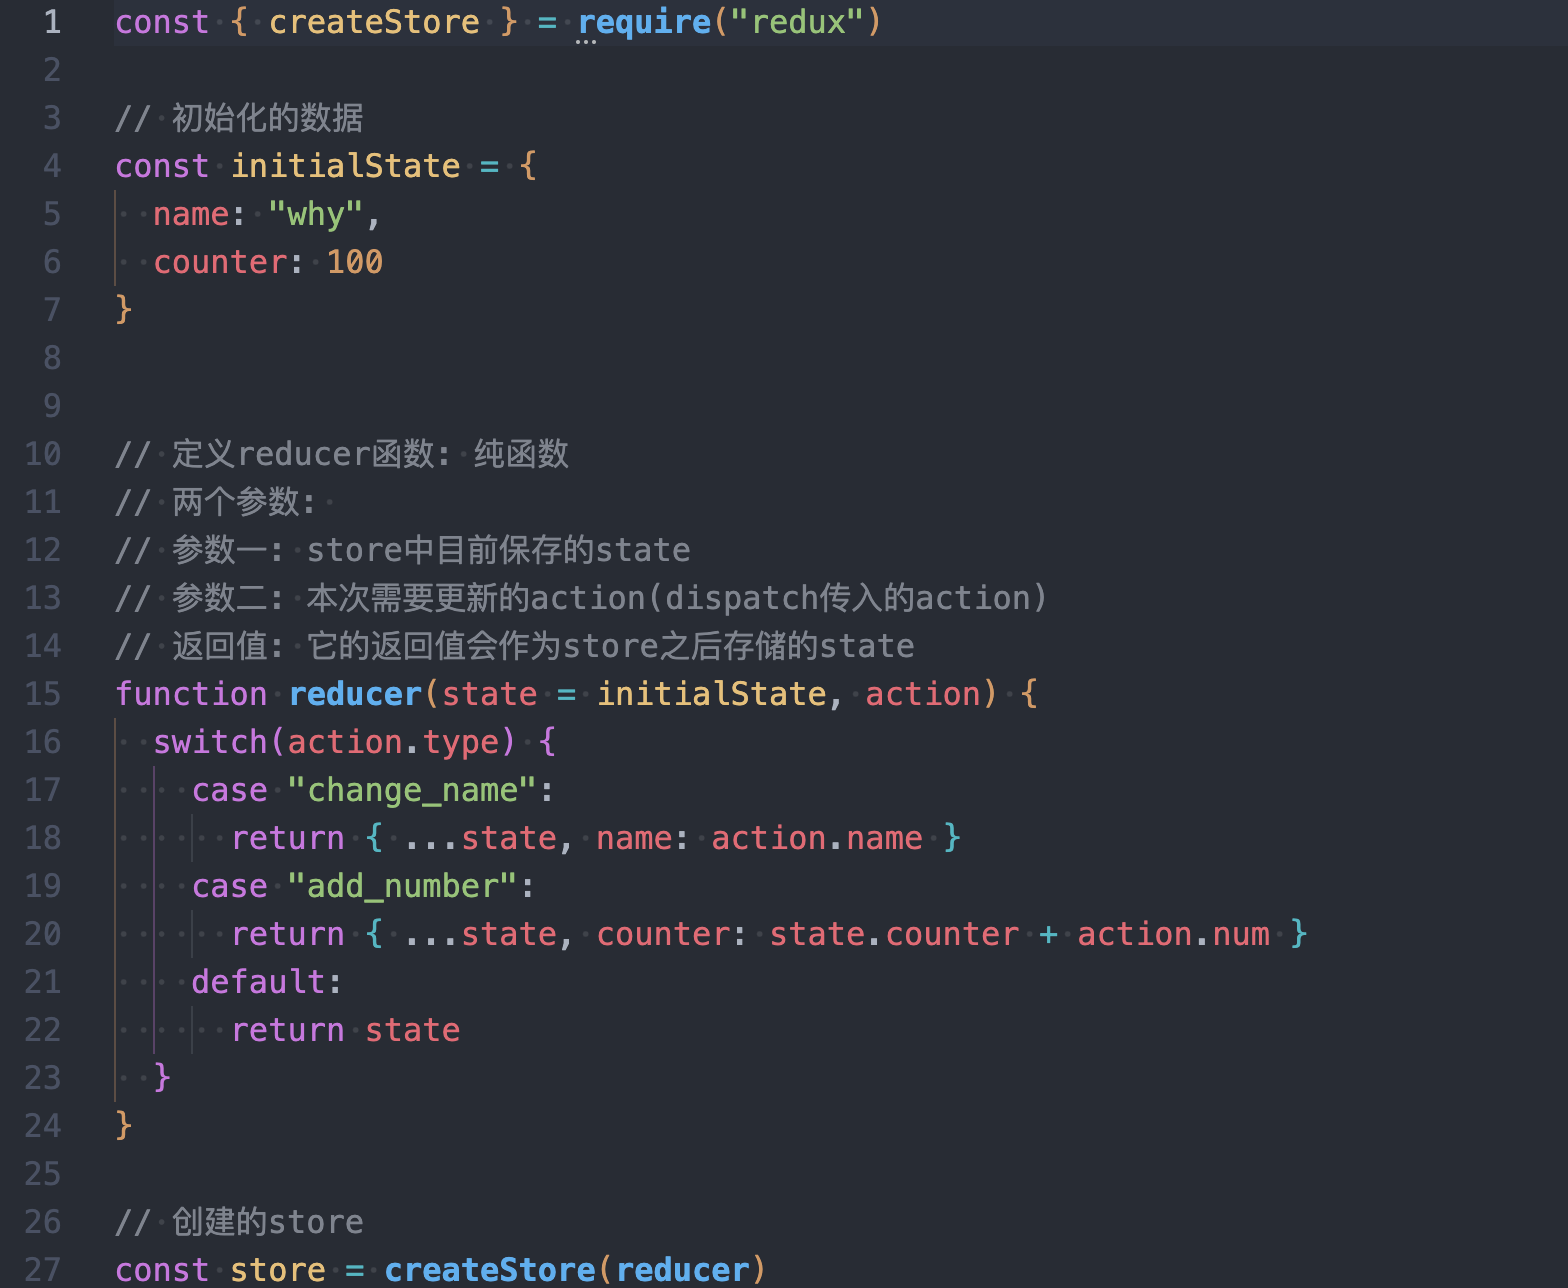 1 const { createStore } = require("redux")
2
3 // 初始化的数据
4 const initialState = {
5   name: "why",
6   counter: 100
7 }
8
9
10 // 定义reducer函数: 纯函数
11 // 两个参数: 
12 // 参数一: store中目前保存的state
13 // 参数二: 本次需要更新的action(dispatch传入的action)
14 // 返回值: 它的返回值会作为store之后存储的state
15 function reducer(state = initialState, action) {
16   switch(action.type) {
17     case "change_name":
18       return { ...state, name: action.name }
19     case "add_number":
20       return { ...state, counter: state.counter + action.num }
21     default:
22       return state
23   }
24 }
25
26 // 创建的store
27 const store = createStore(reducer)